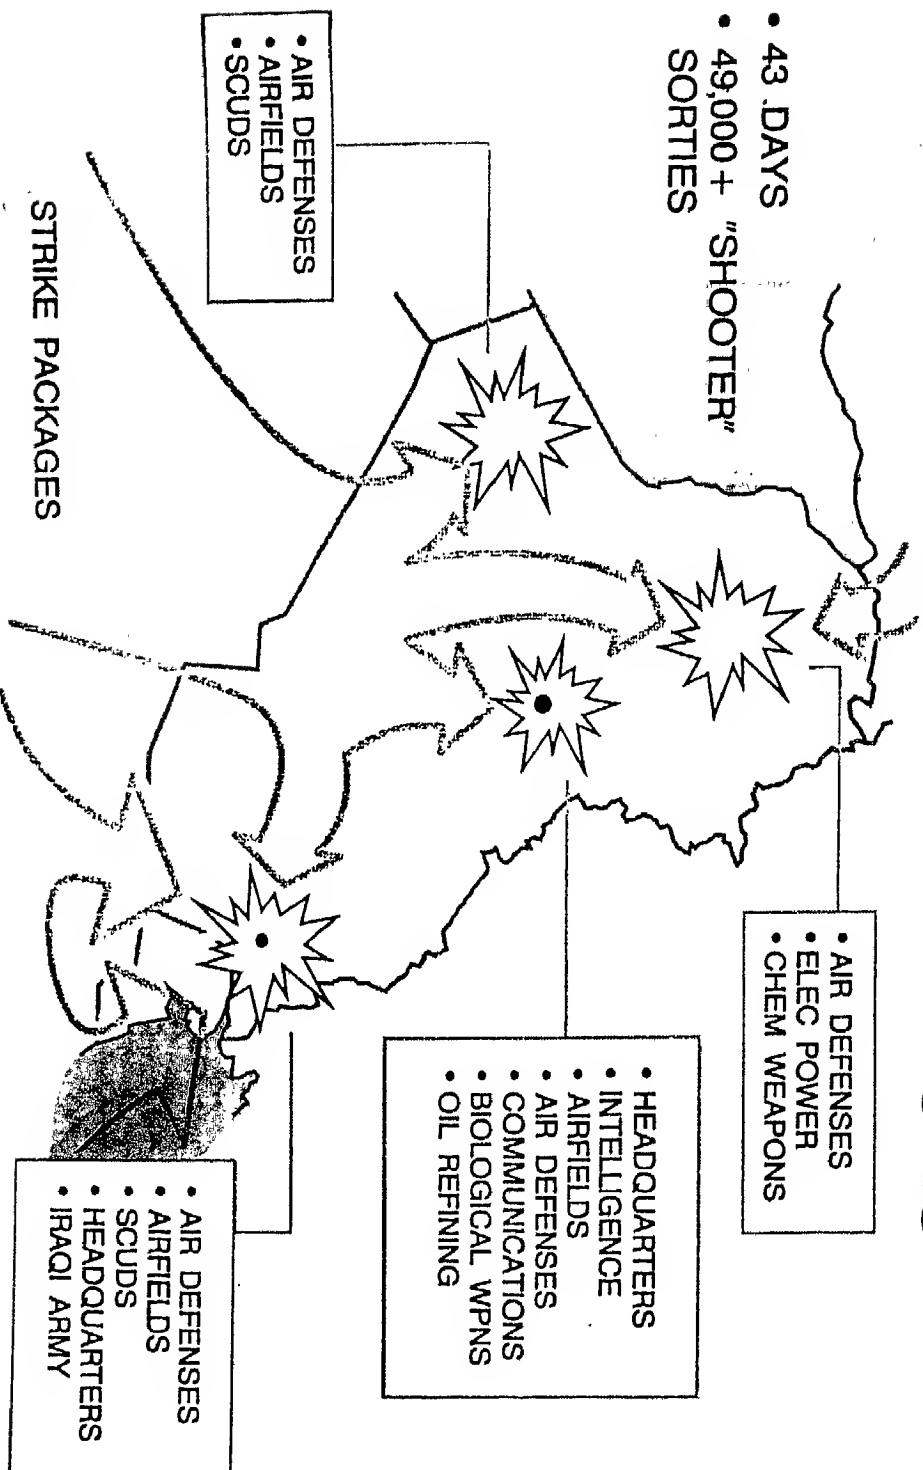 • 43 DAYS
• 49,000+ "SHOOTER"
SORTIES
• AIR DEFENSES
• ELEC POWER
• CHEM WEAPONS
• HEADQUARTERS
• INTELLIGENCE
• AIRFIELDS
• AIR DEFENSES
• COMMUNICATIONS
• BIOLOGICAL WPNS
• OIL REFINING
• AIR DEFENSES
• AIRFIELDS
• SCUDS
• AIR DEFENSES
• AIRFIELDS
• SCUDS
• HEADQUARTERS
• IRAQI ARMY
STRIKE PACKAGES